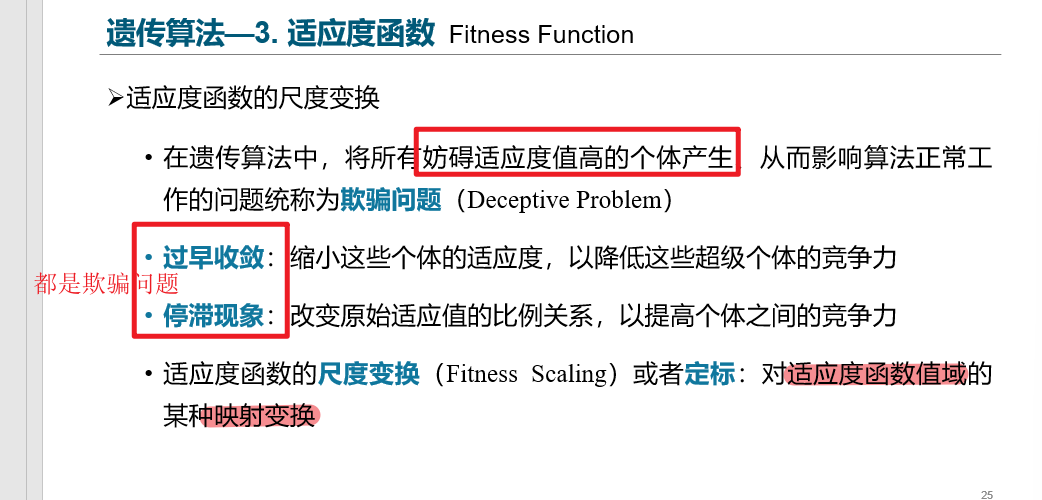 遗传算法—3. 适应度函数 Fitness Function
➢适应度函数的尺度变换
• 在遗传算法中，将所有妨碍适应度值高的个体产生，从而影响算法正常工
作的问题统称为欺骗问题（Deceptive Problem）
• 过早收敛：缩小这些个体的适应度，以降低这些超级个体的竞争力
都是欺骗问题
• 停滞现象：改变原始适应值的比例关系，以提高个体之间的竞争力
• 适应度函数的尺度变换（Fitness Scaling）或者定标：对适应度函数值域的
某种映射变换
25